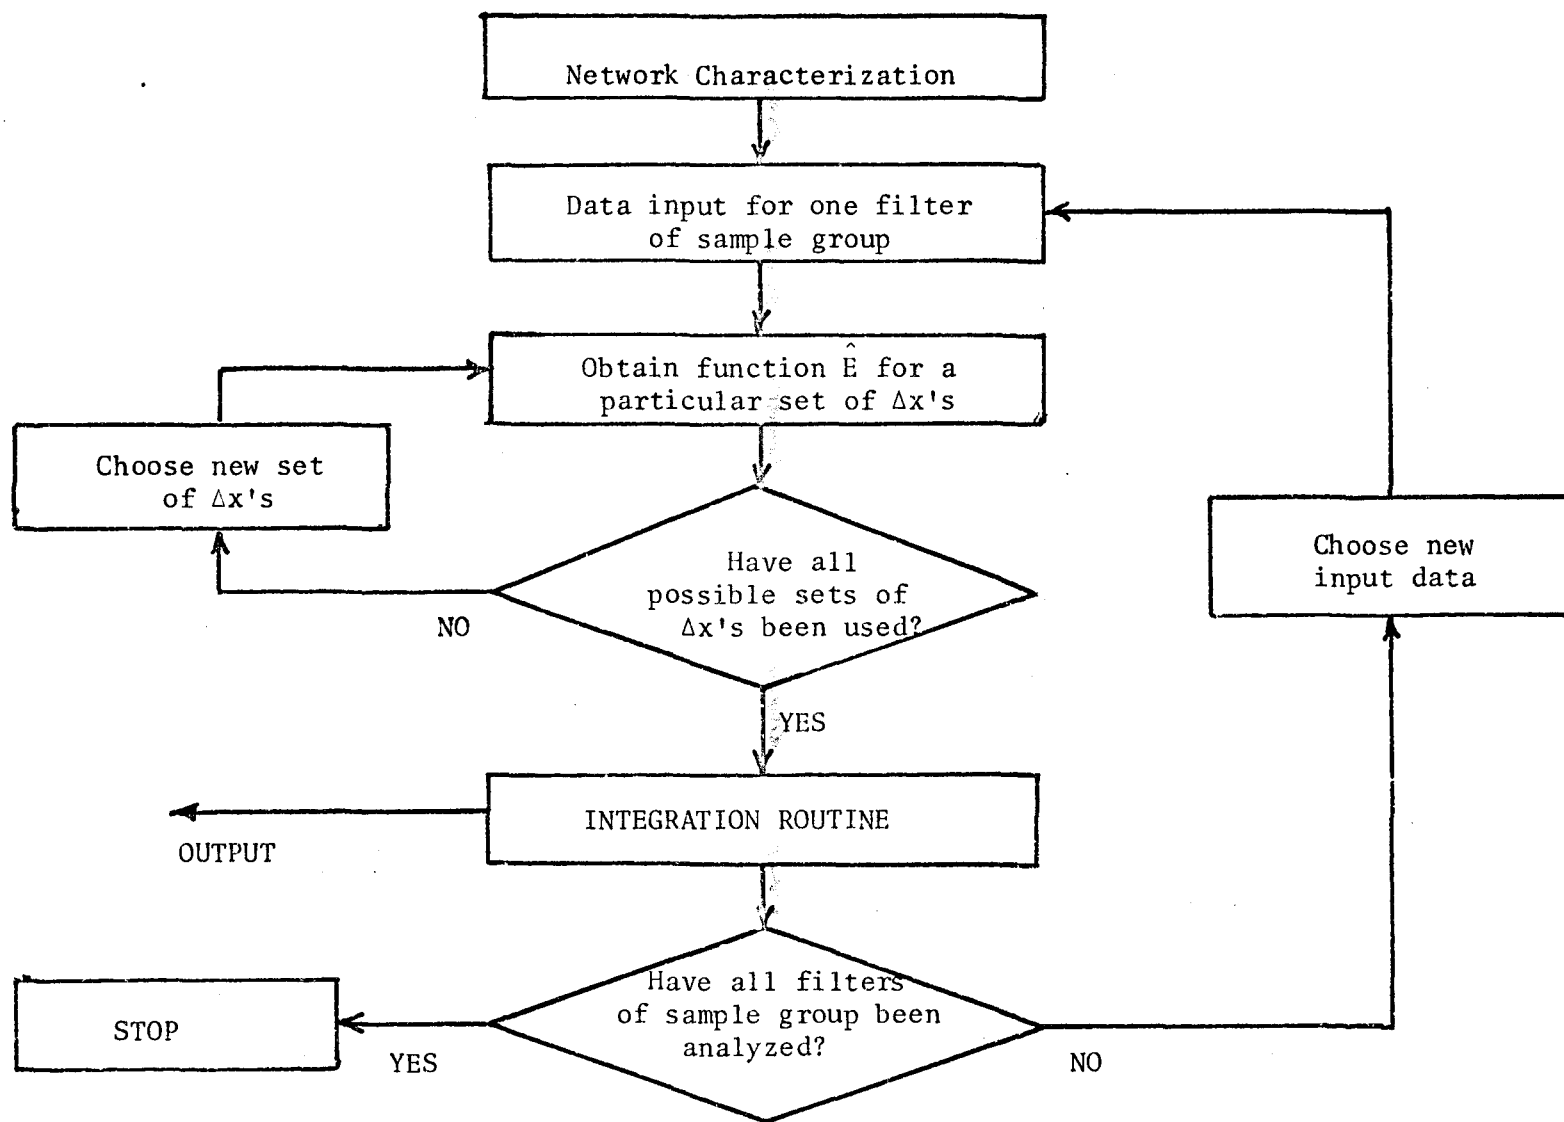 Network Characterization
Data input for one filter
of sample group
Obtain function Ê for a
particular set of Δx's
Choose new set
of Δx's
Have all
possible sets of
Δx's been used?
NO
Choose new
input data
YES
INTEGRATION ROUTINE
OUTPUT
Have all filters
of sample group been
analyzed?
STOP
YES
NO